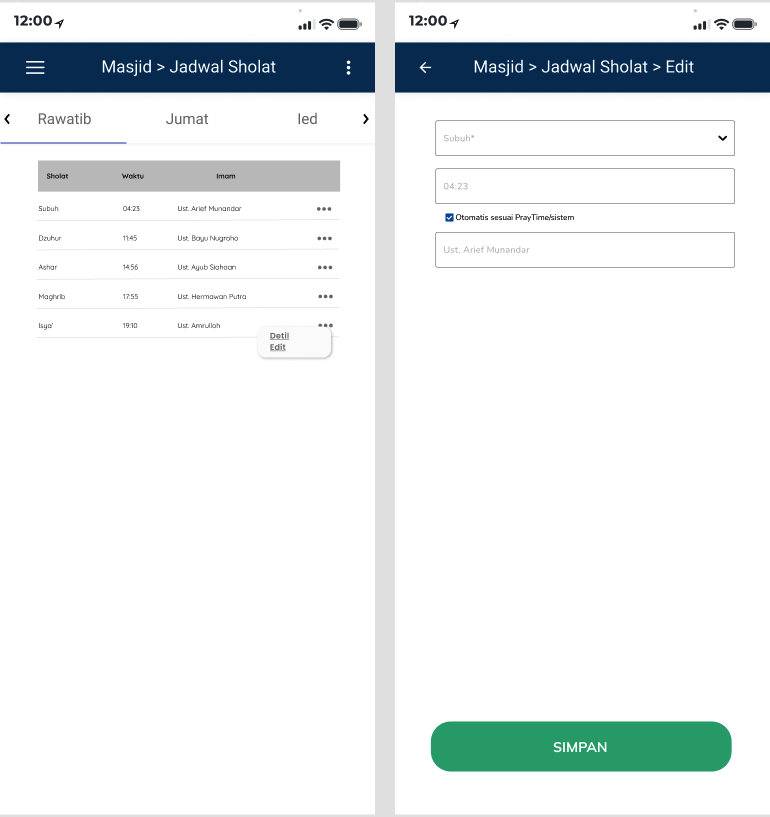 12:00
Masjid > Jadwal Sholat
Rawatib Jumat Ied
Sholat Waktu Imam
Subuh 04:23 Ust. Arief Munandar
Dzuhur 11:45 Ust. Bayu Nugroho
Ashar 14:56 Ust. Ayub Siahaan
Maghrib 17:55 Ust. Hermawan Putra
Isya' 19:10 Ust. Amrulloh
Detil
Edit
12:00
Masjid > Jadwal Sholat > Edit
Subuh*
04:23
Otomatis sesuai PrayTime/sistem
Ust. Arief Munandar
SIMPAN